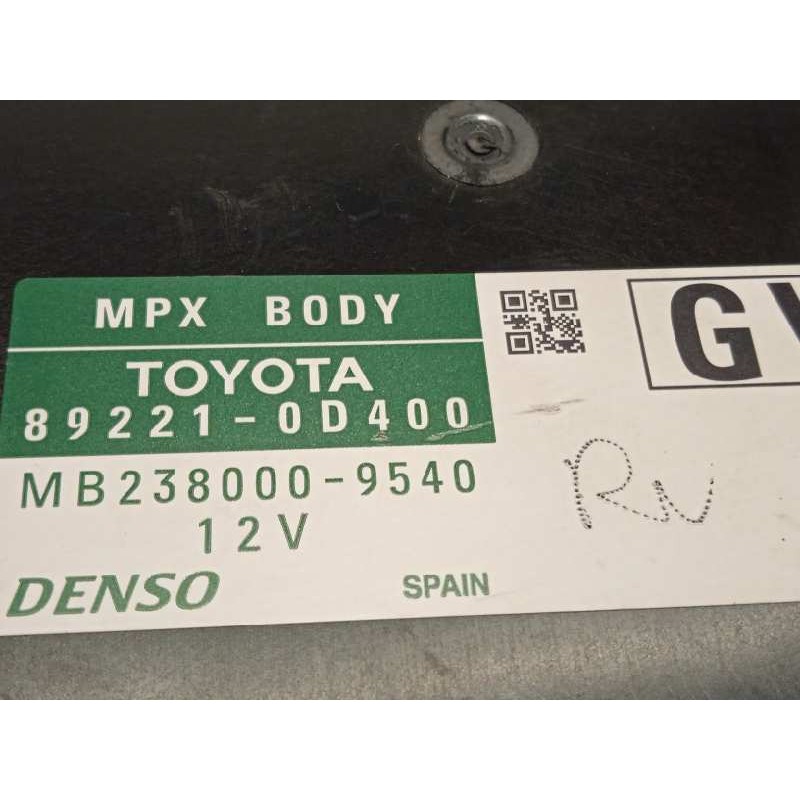 MPX BODY
TOYOTA
89221-0D400
MB238000-9540
12V
DENSO
SPAIN
G